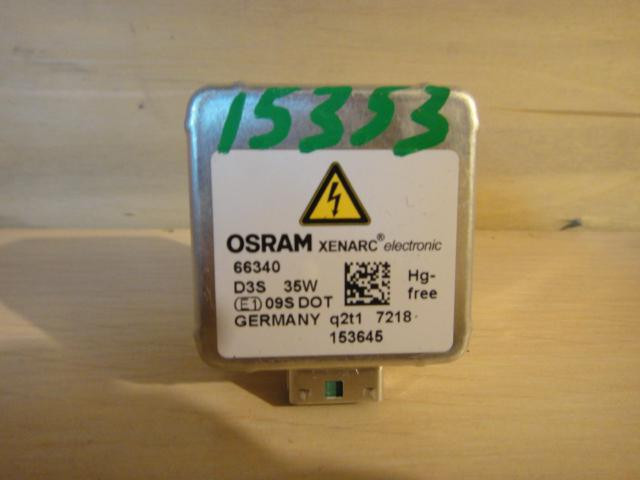 15353
OSRAM XENARC® electronic
66340
D3S 35W
Hg-
free
E1 09S DOT
GERMANY q2t1 7218
153645